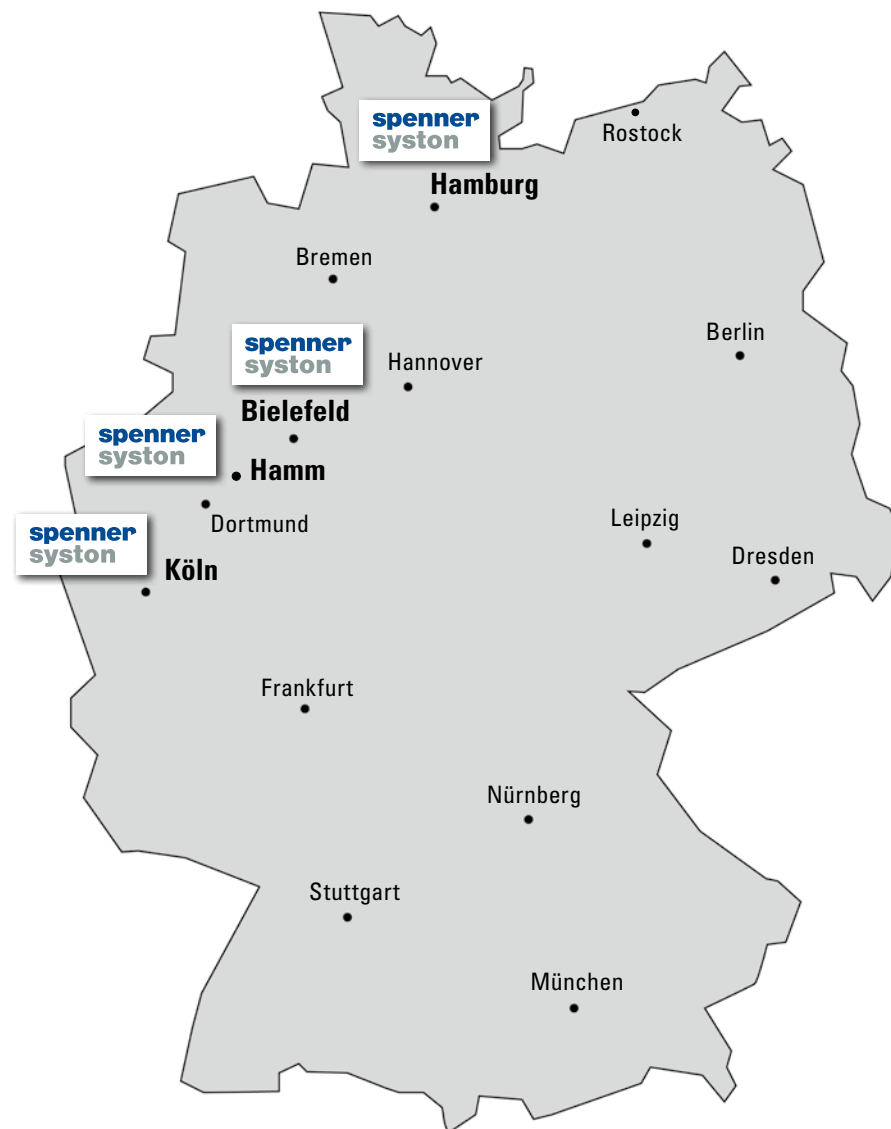 spenner
syston
Rostock
Hamburg
Bremen
spenner
syston
Hannover
Berlin
Bielefeld
spenner
syston
Hamm
Dortmund
Leipzig
spenner
syston
Köln
Dresden
Frankfurt
Nürnberg
Stuttgart
München